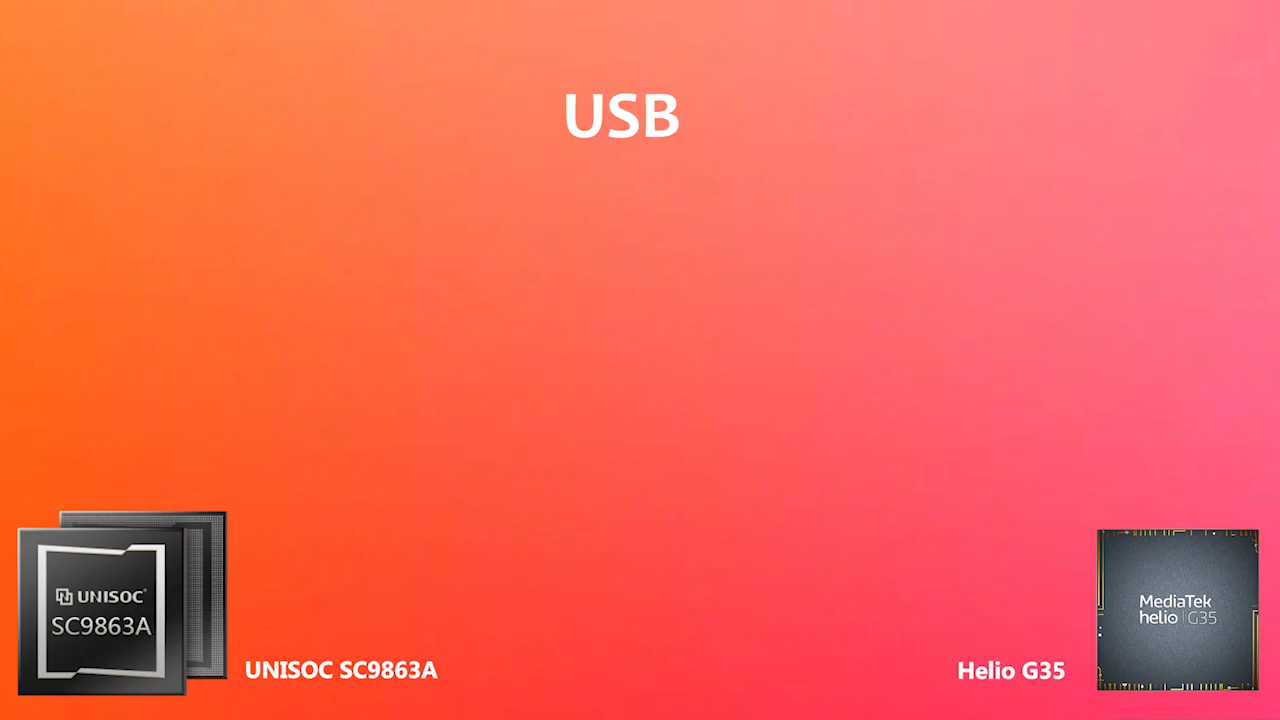 USB
UNISOC
SC9863A
UNISOC SC9863A
Helio G35
MediaTek
helio | G35